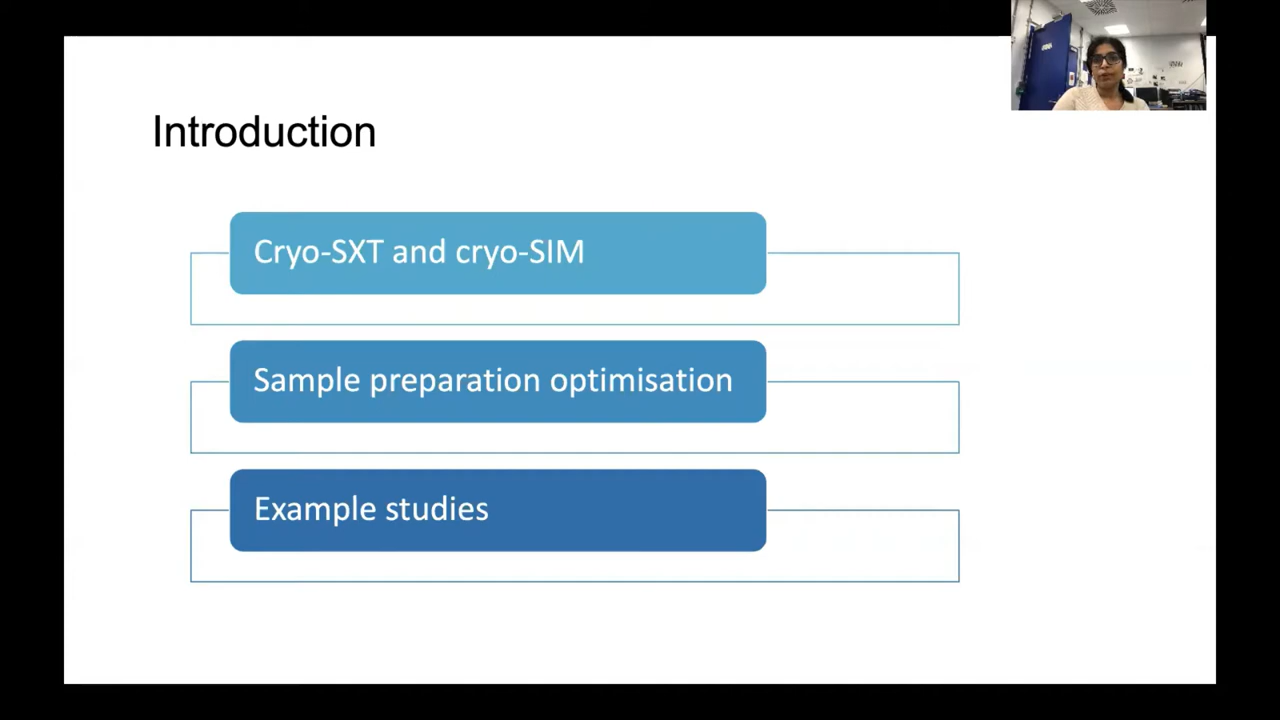 Introduction
Cryo-SXT and cryo-SIM
Sample preparation optimisation
Example studies